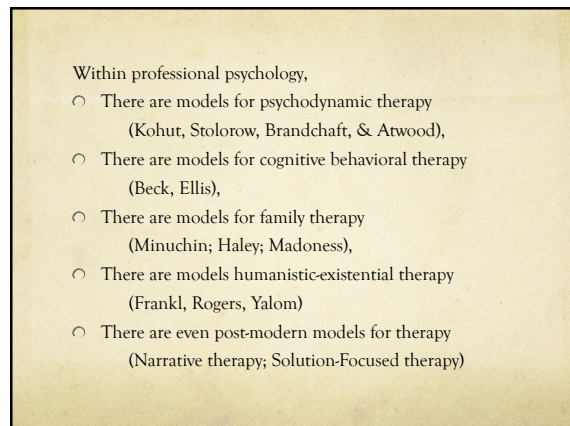 Within professional psychology,
There are models for psychodynamic therapy
(Kohut, Stolorow, Brandchaft, & Atwood),
There are models for cognitive behavioral therapy
(Beck, Ellis),
There are models for family therapy
(Minuchin; Haley; Madoness),
There are models humanistic-existential therapy
(Frankl, Rogers, Yalom)
There are even post-modern models for therapy
(Narrative therapy; Solution-Focused therapy)